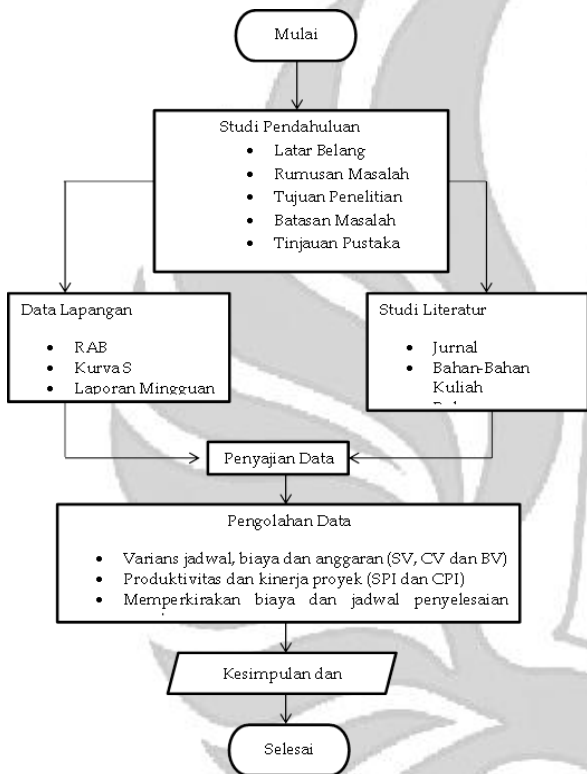 Mulai
Studi Pendahuluan
• Latar Belang
• Rumusan Masalah
• Tujuan Penelitian
• Batasan Masalah
• Tinjauan Pustaka
Data Lapangan
• RAB
• Kurva S
• Laporan Mingguan
Studi Literatur
• Jurnal
• Bahan-Bahan
Kuliah
Penyajian Data
Pengolahan Data
• Varians jadwal, biaya dan anggaran (SV, CV dan BV)
• Produktivitas dan kinerja proyek (SPI dan CPI)
• Memperkirakan biaya dan jadwal penyelesaian
Kesimpulan dan
Selesai